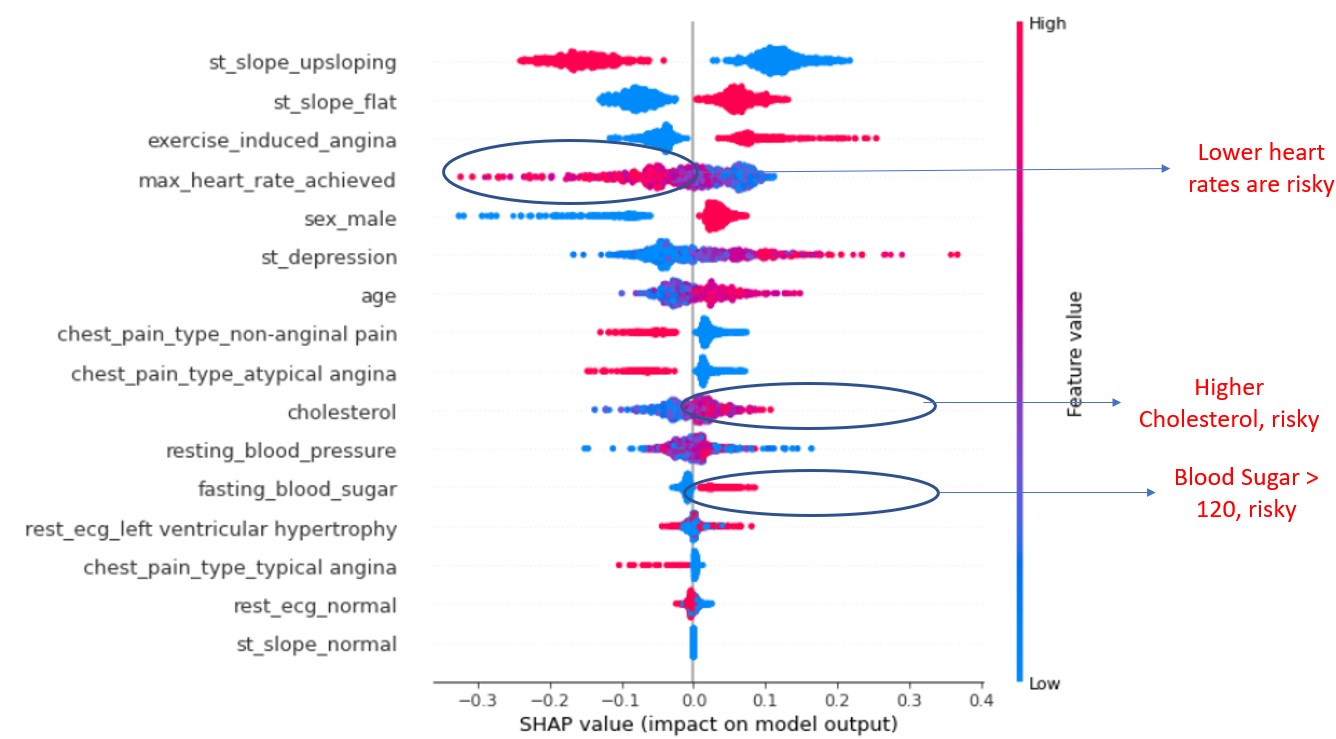 High
st_slope_upsloping
st_slope_flat
exercise_induced_angina
max_heart_rate_achieved
sex_male
st_depression
age
chest_pain_type_non-anginal pain
chest_pain_type_atypical angina
cholesterol
resting_blood_pressure
fasting_blood_sugar
rest_ecg_left ventricular hypertrophy
chest_pain_type_typical angina
rest_ecg_normal
st_slope_normal
−0.3 −0.2 −0.1 0.0 0.1 0.2 0.3 0.4
SHAP value (impact on model output)
Low
Feature value
Lower heart
rates are risky
Higher
Cholesterol, risky
Blood Sugar >
120, risky